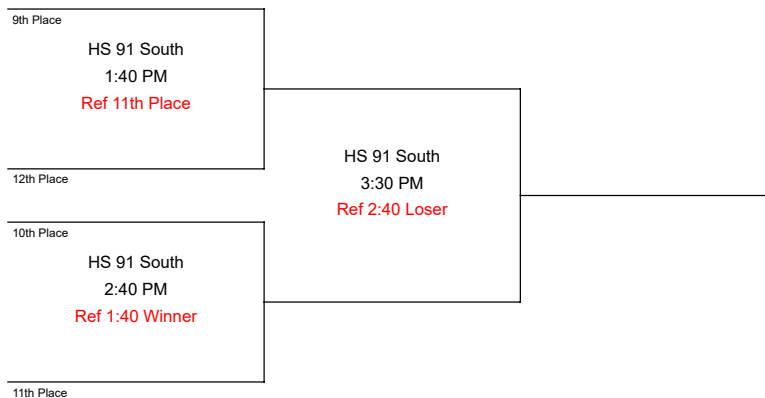 9th Place
HS 91 South
1:40 PM
Ref 11th Place
12th Place
HS 91 South
3:30 PM
Ref 2:40 Loser
10th Place
HS 91 South
2:40 PM
Ref 1:40 Winner
11th Place